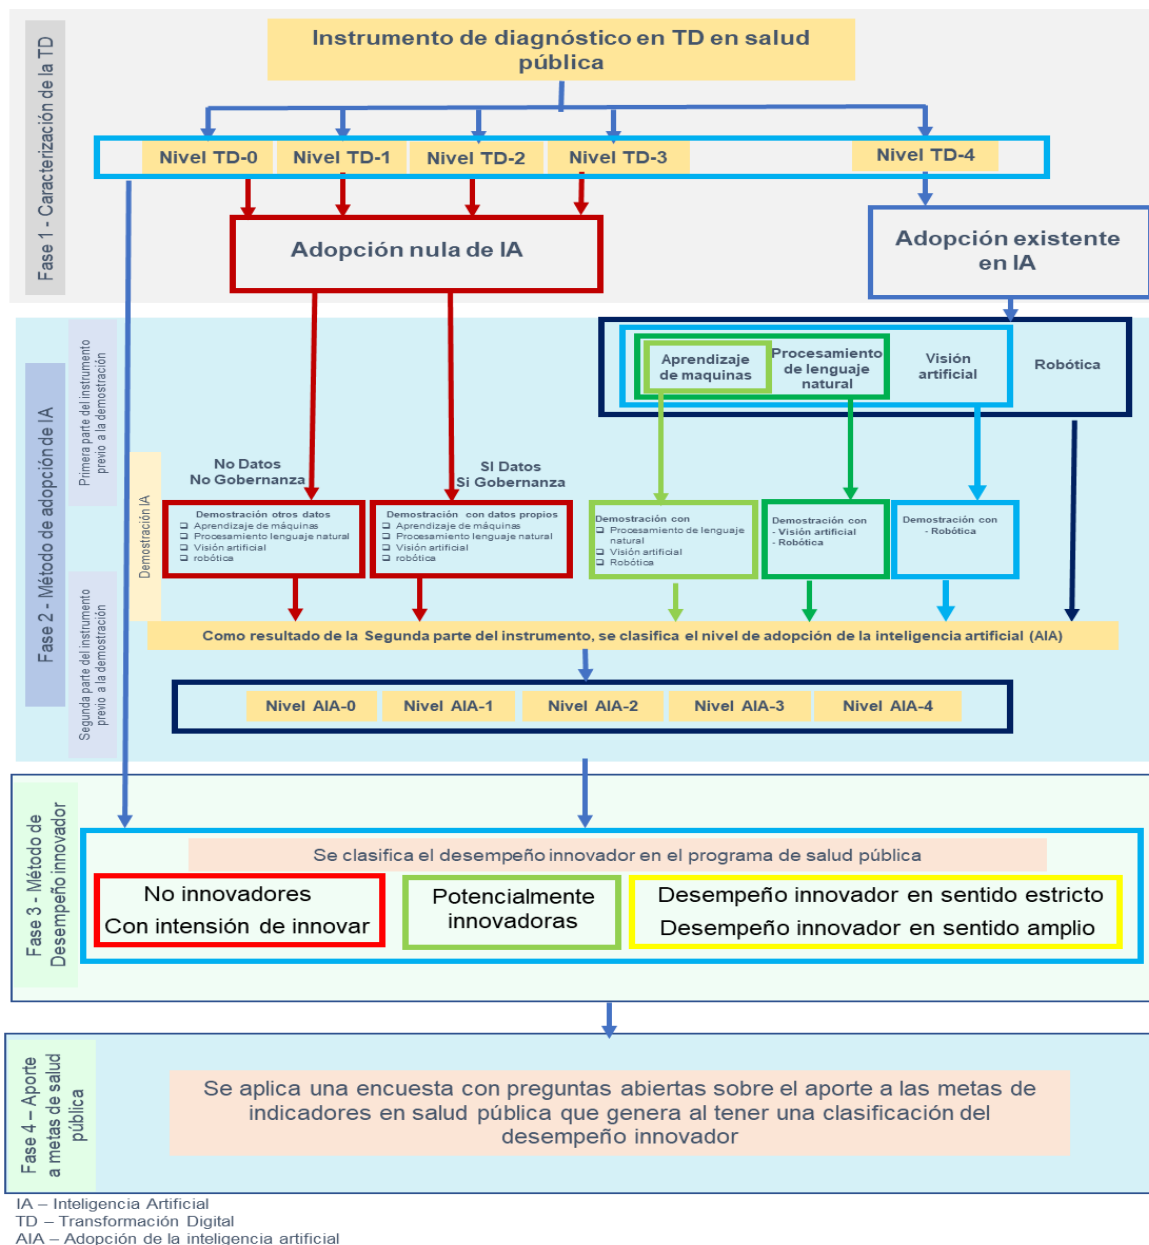 Fase 1 - Caracterización de la TD
Instrumento de diagnóstico en TD en salud
pública
Nivel TD-0
Nivel TD-1
Nivel TD-2
Nivel TD-3
Nivel TD-4
Adopción nula de IA
Adopción existente
en IA
Fase 2 - Método de adopción de IA
Primera parte del instrumento
previo a la demostración
Aprendizaje
de maquinas
Procesamiento
de lenguaje
natural
Visión
artificial
Robótica
Demostración IA
No Datos
No Gobernanza
SI Datos
Si Gobernanza
Demostración otros datos
Aprendizaje de máquinas
Procesamiento lenguaje natural
Visión artificial
robótica
Demostración con datos propios
Aprendizaje de máquinas
Procesamiento lenguaje natural
Visión artificial
robótica
Demostración con
Procesamiento de lenguaje
natural
Visión artificial
Robótica
Demostración con
- Visión artificial
- Robótica
Demostración con
- Robótica
Segunda parte del instrumento
previo a la demostración
Como resultado de la Segunda parte del instrumento, se clasifica el nivel de adopción de la inteligencia artificial (AIA)
Nivel AIA-0
Nivel AIA-1
Nivel AIA-2
Nivel AIA-3
Nivel AIA-4
Fase 3 - Método de
Desempeño innovador
Se clasifica el desempeño innovador en el programa de salud pública
No innovadores
Con intensión de innovar
Potencialmente
innovadoras
Desempeño innovador en sentido estricto
Desempeño innovador en sentido amplio
Fase 4 – Aporte
a metas de salud
pública
Se aplica una encuesta con preguntas abiertas sobre el aporte a las metas de
indicadores en salud pública que genera al tener una clasificación del
desempeño innovador
IA – Inteligencia Artificial
TD – Transformación Digital
AIA – Adopción de la inteligencia artificial